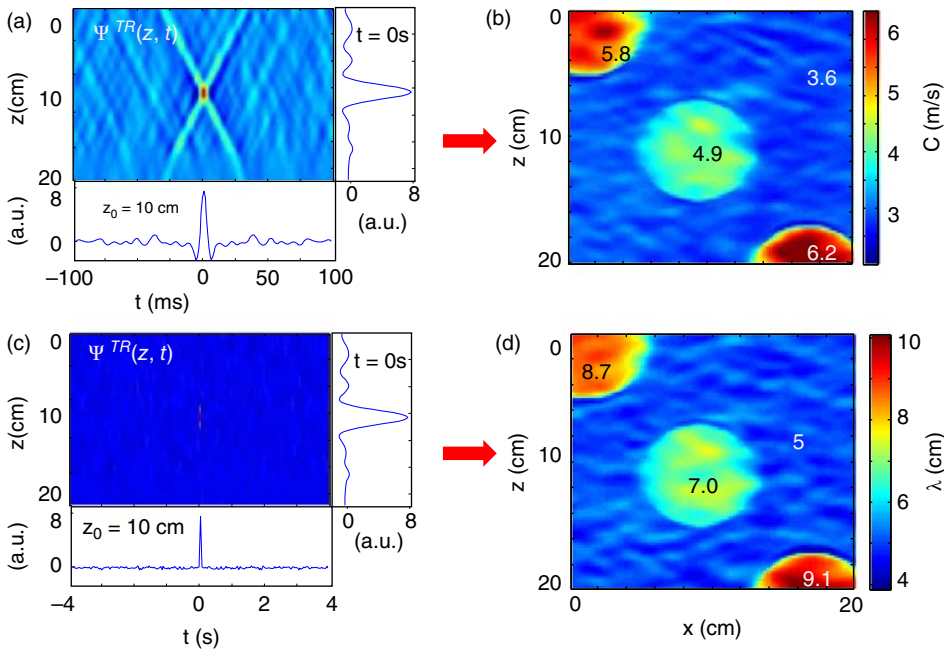 (a)
Ψ TR(z, t)
t = 0s
0
10
20
z(cm)
8
0
(a.u.)
z0 = 10 cm
0 8
(a.u.)
–100 –50 0 50 100
t (ms)
(b)
5.8
3.6
4.9
6.2
0
10
20
z (cm)
6
5
4
3
C (m/s)
(c)
Ψ TR(z, t)
t = 0s
0
10
20
z(cm)
8
0
(a.u.)
z0 = 10 cm
0 8
(a.u.)
–4 –2 0 2 4
t (s)
(d)
8.7
5
7.0
9.1
0
10
20
z (cm)
0 20
x (cm)
10
8
6
4
λ (cm)